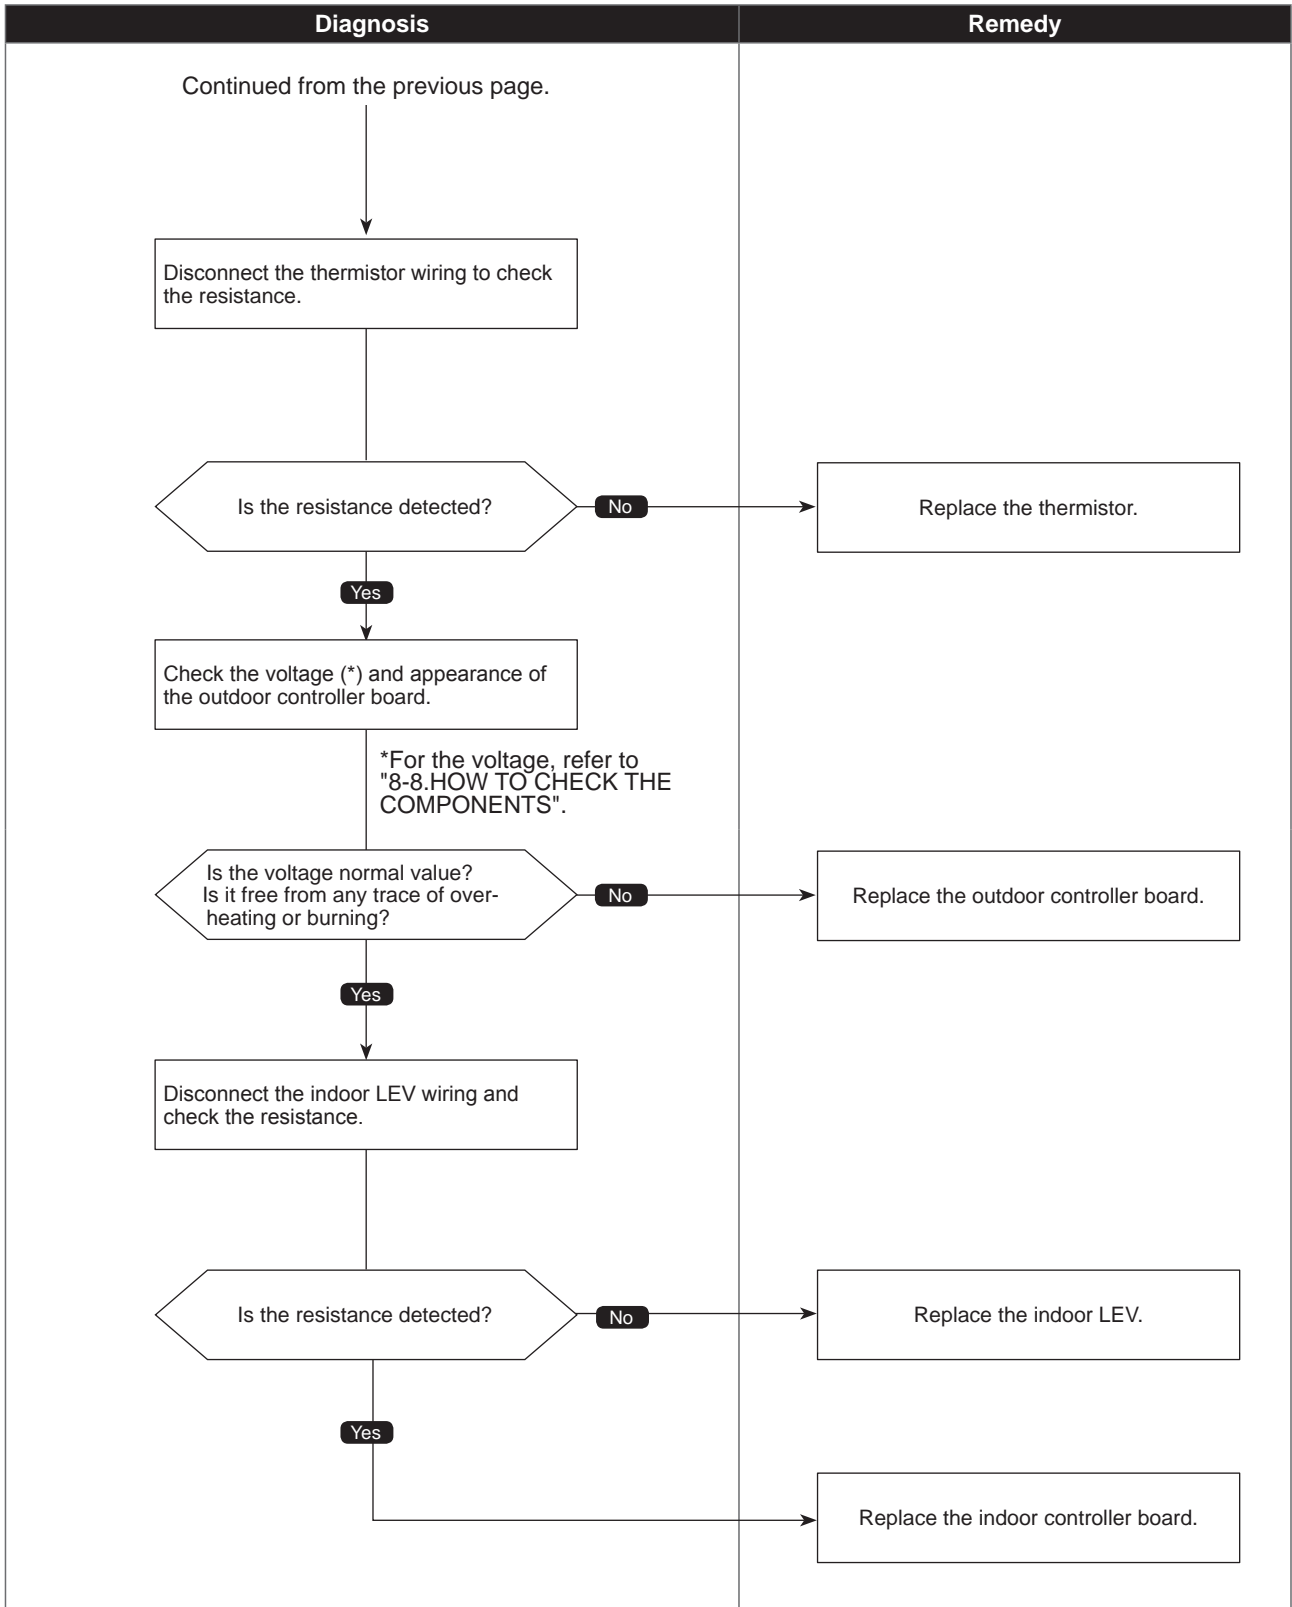 Diagnosis
Remedy
Continued from the previous page.
Disconnect the thermistor wiring to check
the resistance.
Is the resistance detected?
No
Replace the thermistor.
Yes
Check the voltage (*) and appearance of
the outdoor controller board.
*For the voltage, refer to
"8-8.HOW TO CHECK THE
COMPONENTS".
Is the voltage normal value?
Is it free from any trace of over-
heating or burning?
No
Replace the outdoor controller board.
Yes
Disconnect the indoor LEV wiring and
check the resistance.
Is the resistance detected?
No
Replace the indoor LEV.
Yes
Replace the indoor controller board.